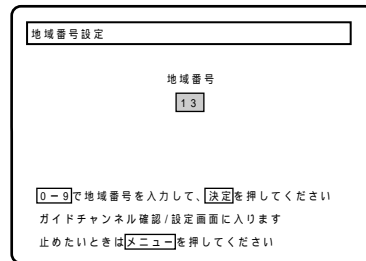 地域番号設定
地域番号
13
0－9で地域番号を入力して、決定を押してください
ガイドチャンネル確認/設定画面に入ります
止めたいときはメニューを押してください